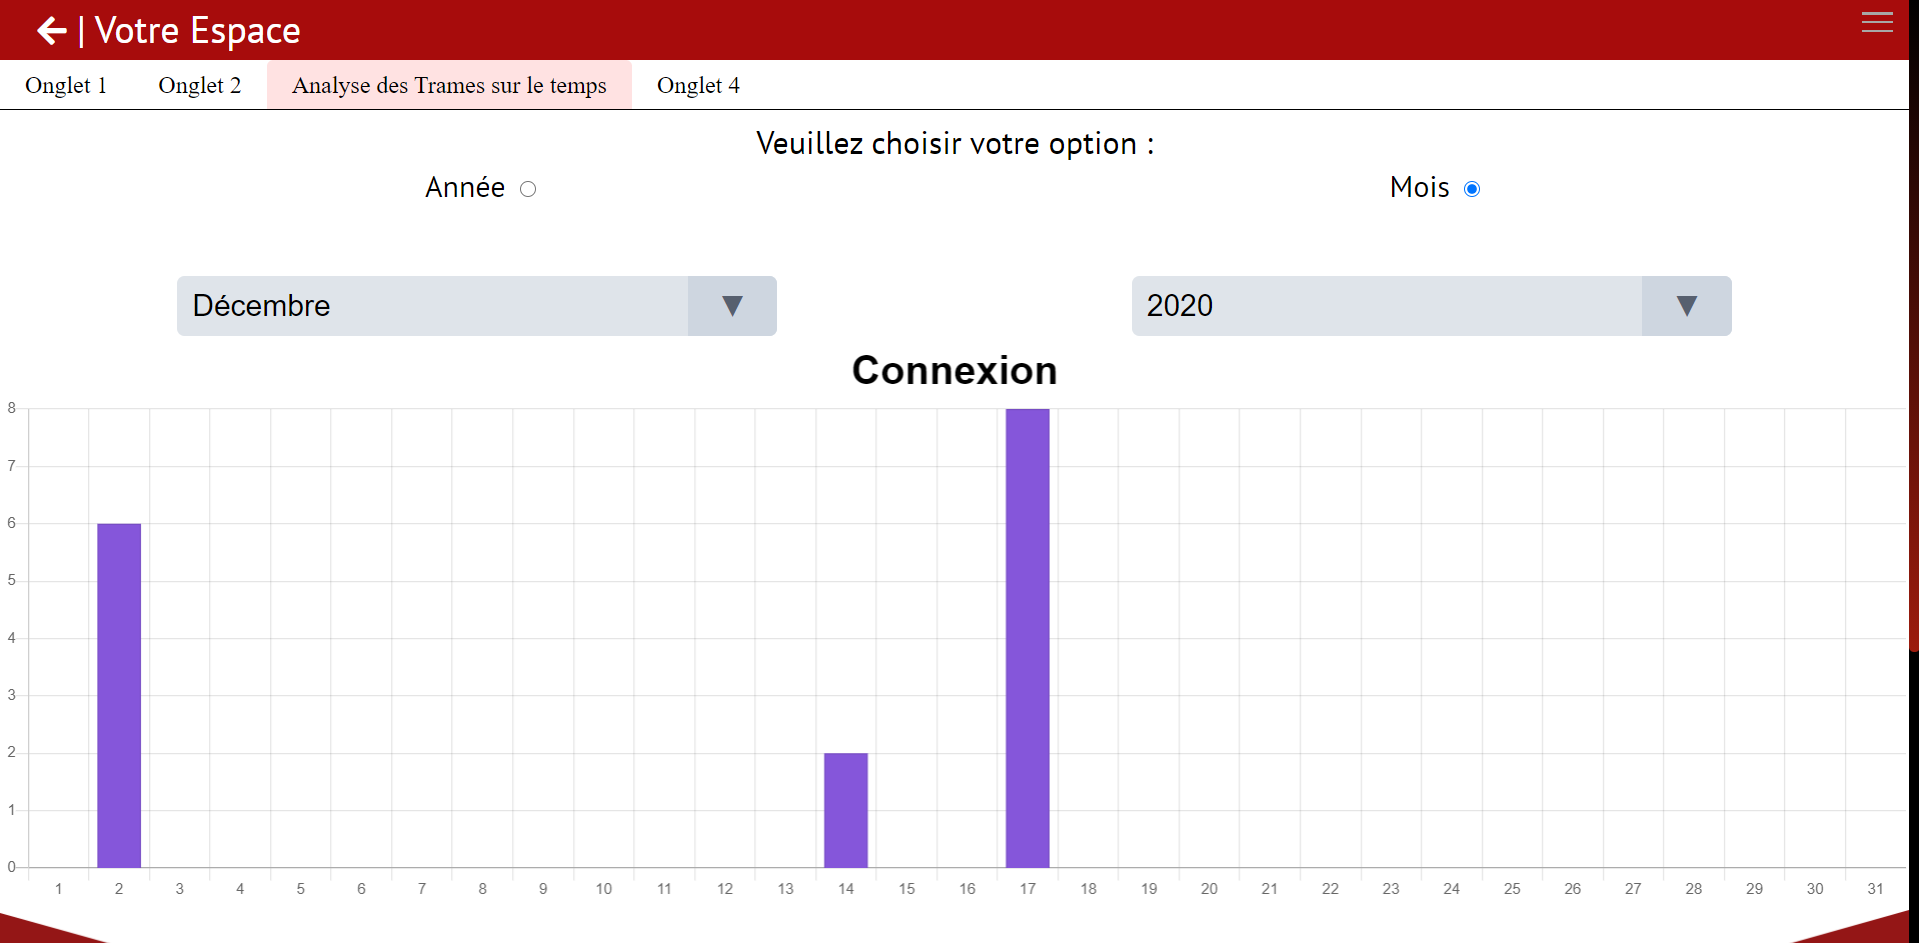 | Votre Espace
Onglet 1 Onglet 2 Analyse des Trames sur le temps Onglet 4
Veuillez choisir votre option :
Année Mois
Décembre ▼ 2020 ▼
Connexion
8
7
6
5
4
3
2
1
0
1 2 3 4 5 6 7 8 9 10 11 12 13 14 15 16 17 18 19 20 21 22 23 24 25 26 27 28 29 30 31